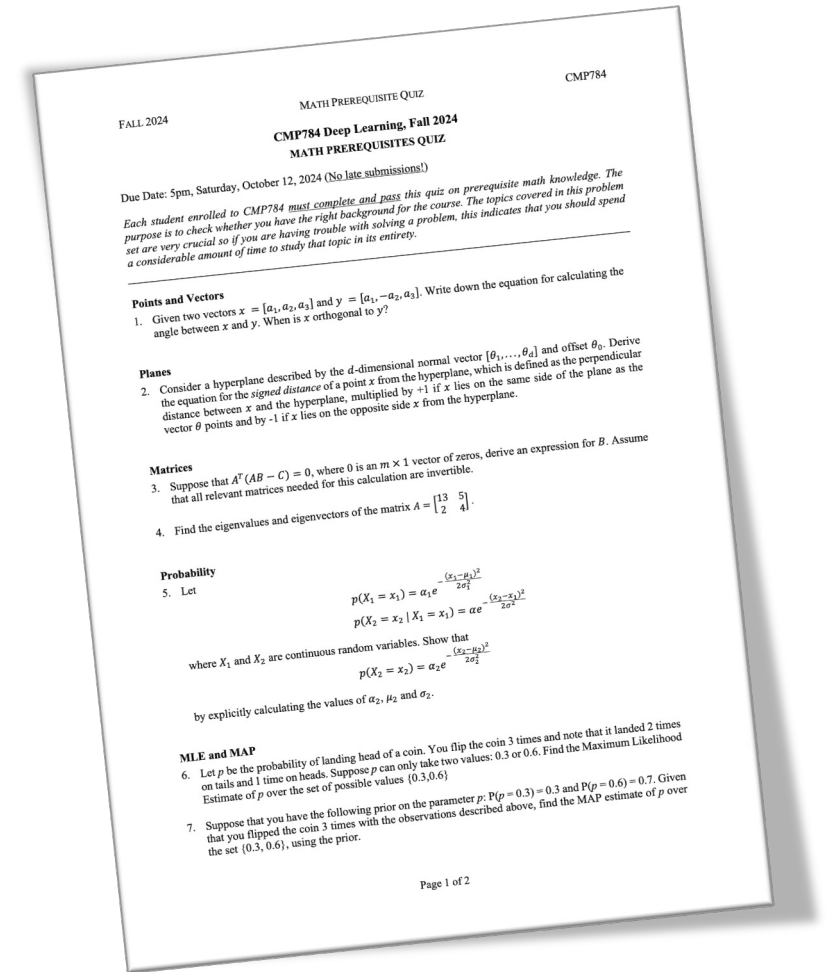 FALL 2024
MATH PREREQUISITE QUIZ
CMP784
CMP784 Deep Learning, Fall 2024
MATH PREREQUISITES QUIZ
Due Date: 5pm, Saturday, October 12, 2024 (No late submissions!)
Each student enrolled to CMP784 must complete and pass this quiz on prerequisite math knowledge. The
purpose is to check whether you have the right background for the course. The topics covered in this problem
set are very crucial so if you are having trouble with solving a problem, this indicates that you should spend
a considerable amount of time to study that topic in its entirety.
Points and Vectors
1. Given two vectors x = [a₁, a₂, a₃] and y = [a₁, −a₂, a₃]. Write down the equation for calculating the
angle between x and y. When is x orthogonal to y?
Planes
2. Consider a hyperplane described by the d-dimensional normal vector [θ₁, … , θ_d] and offset θ₀. Derive
the equation for the signed distance of a point x from the hyperplane, which is defined as the perpendicular
distance between x and the hyperplane, multiplied by +1 if x lies on the same side of the plane as the
vector θ points and by -1 if x lies on the opposite side x from the hyperplane.
Matrices
3. Suppose that Aᵀ(AB − C) = 0, where 0 is an m × 1 vector of zeros, derive an expression for B. Assume
that all relevant matrices needed for this calculation are invertible.
4. Find the eigenvalues and eigenvectors of the matrix A = [13 5; 2 4].
Probability
5. Let
p(X₁ = x₁) = α₁e^{−(x₁−μ₁)²/2σ₁²}
p(X₂ = x₂ | X₁ = x₁) = αe^{−(x₂−x₁)²/2σ²}
where X₁ and X₂ are continuous random variables. Show that
p(X₂ = x₂) = α₂e^{−(x₂−μ₂)²/2σ₂²}
by explicitly calculating the values of α₂, μ₂ and σ₂.
MLE and MAP
6. Let p be the probability of landing head of a coin. You flip the coin 3 times and note that it landed 2 times
on tails and 1 time on heads. Suppose p can only take two values: 0.3 or 0.6. Find the Maximum Likelihood
Estimate of p over the set of possible values {0.3,0.6}
7. Suppose that you have the following prior on the parameter p: P(p = 0.3) = 0.3 and P(p = 0.6) = 0.7. Given
that you flipped the coin 3 times with the observations described above, find the MAP estimate of p over
the set {0.3, 0.6}, using the prior.
Page 1 of 2